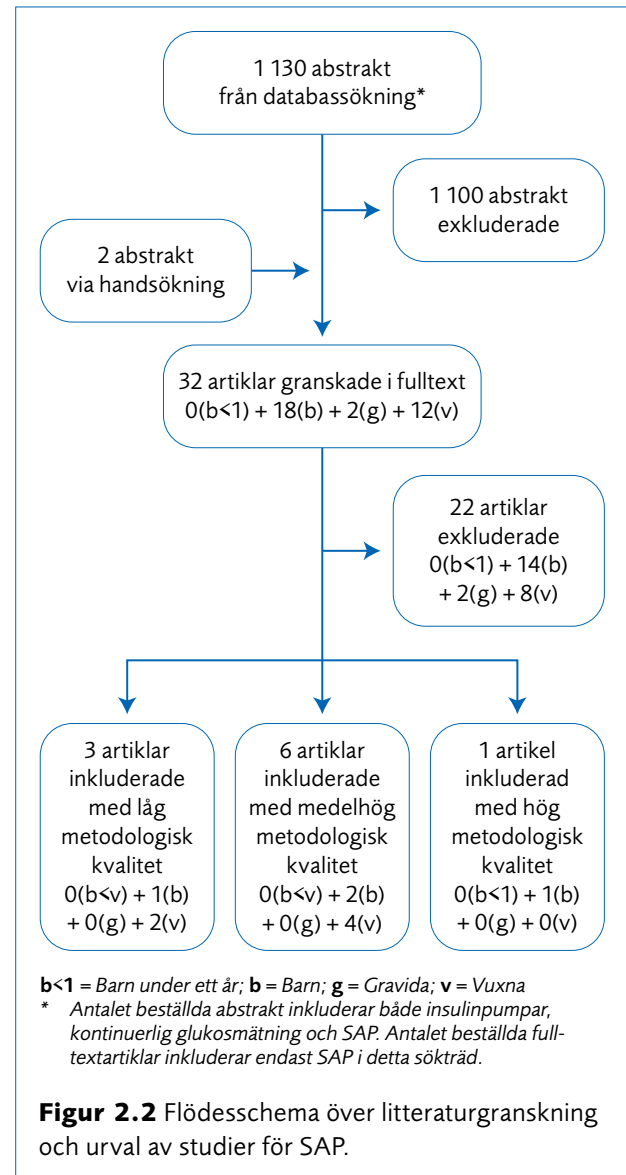 1 130 abstrakt
från databassökning*
1 100 abstrakt
exkluderade
2 abstrakt
via handsökning
32 artiklar granskade i fulltext
0(b<1) + 18(b) + 2(g) + 12(v)
22 artiklar
exkluderade
0(b<1) + 14(b)
+ 2(g) + 8(v)
3 artiklar
inkluderade
med låg
metodologisk
kvalitet
0(b<v) + 1(b)
+ 0(g) + 2(v)
6 artiklar
inkluderade
med medelhög
metodologisk
kvalitet
0(b<v) + 2(b)
+ 0(g) + 4(v)
1 artikel
inkluderad
med hög
metodologisk
kvalitet
0(b<1) + 1(b)
+ 0(g) + 0(v)
b<1 = Barn under ett år; b = Barn; g = Gravida; v = Vuxna
* Antalet beställda abstrakt inkluderar både insulinpumpar,
kontinuerlig glukosmätning och SAP. Antalet beställda full-
textartiklar inkluderar endast SAP i detta sökträd.
Figur 2.2 Flödesschema över litteraturgranskning
och urval av studier för SAP.